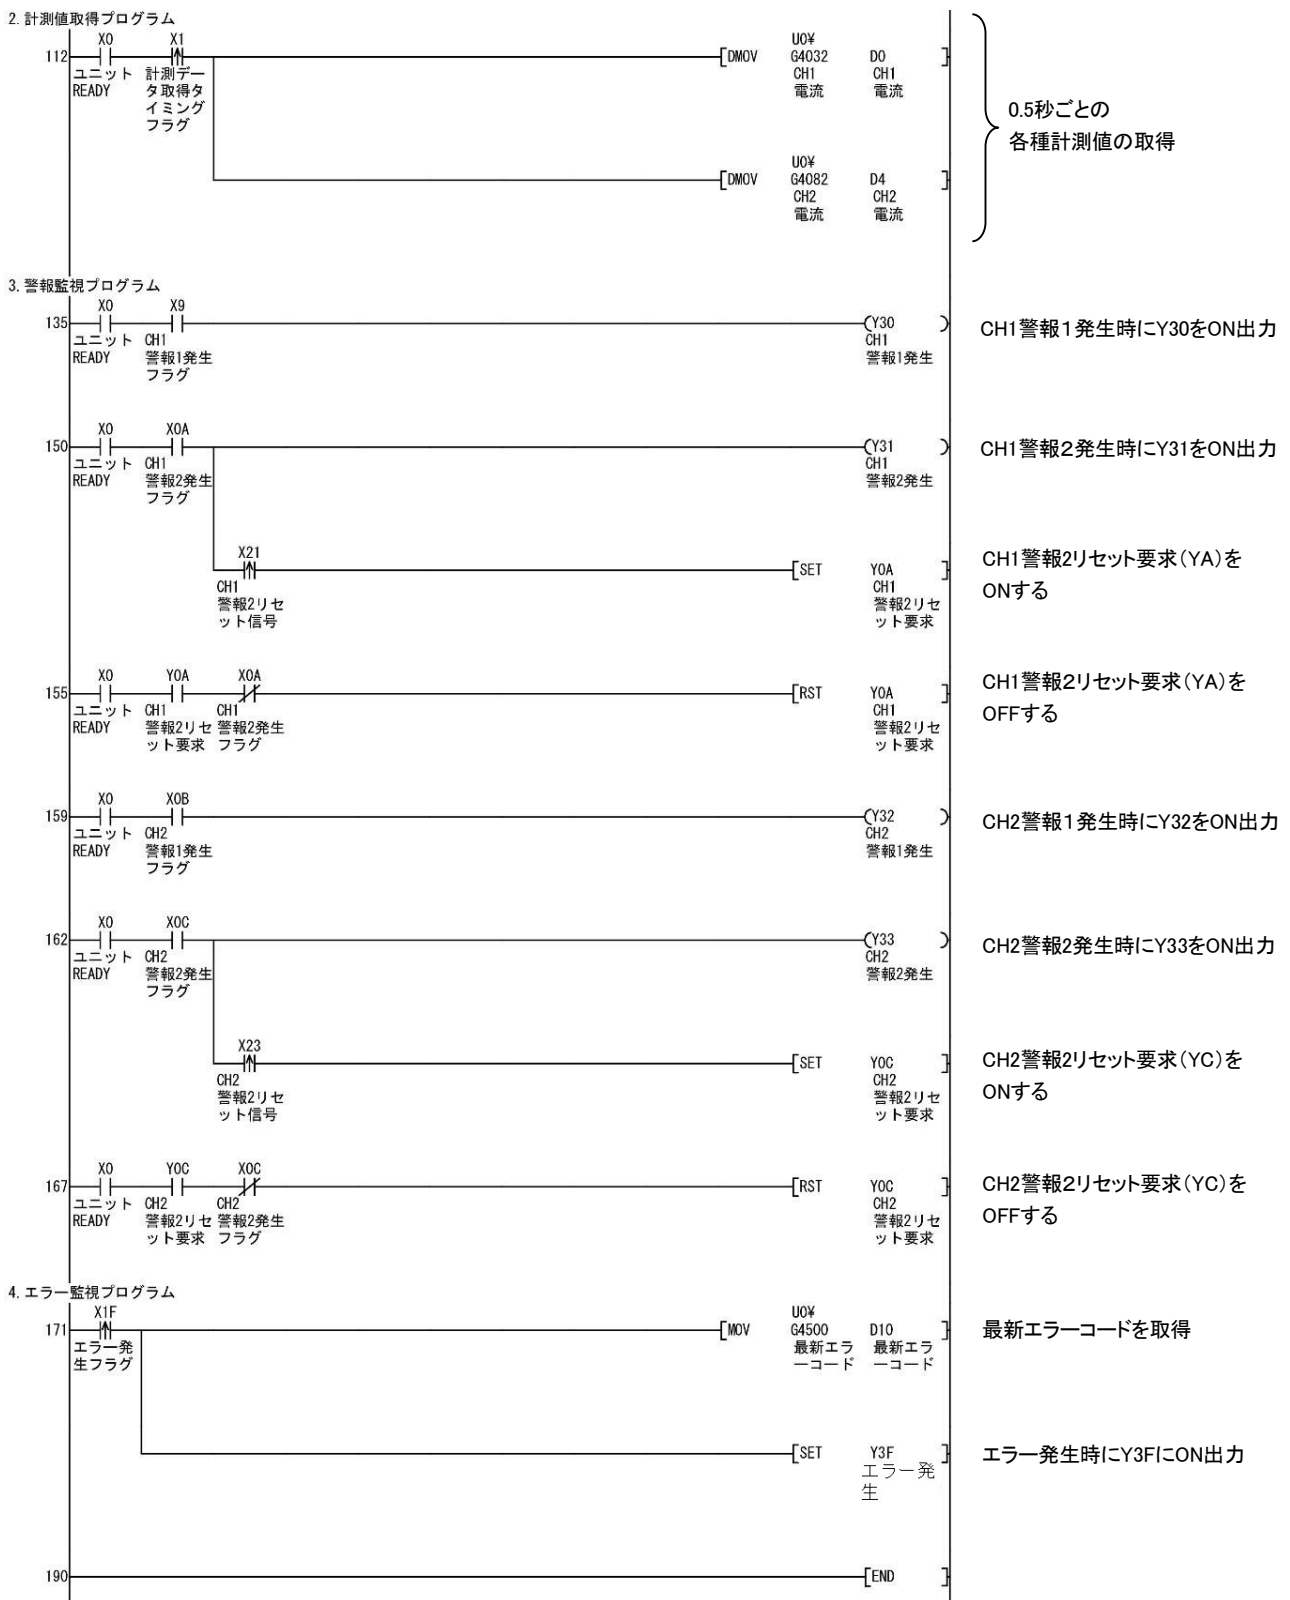 2. 計測値取得プログラム
X0 X1
112
ユニット 計測デー
READY タ取得タ
イミング
フラグ
U0¥
DMOV G4032 D0
CH1 CH1
電流 電流
U0¥
DMOV G4082 D4
CH2 CH2
電流 電流
0.5秒ごとの
各種計測値の取得
3. 警報監視プログラム
X0 X9
135 Y30
ユニット CH1 CH1
READY 警報1発生 警報1発生
フラグ
CH1警報1発生時にY30をON出力
X0 X0A
150 Y31
ユニット CH1 CH1
READY 警報2発生 警報2発生
フラグ
CH1警報2発生時にY31をON出力
X21
SET Y0A
CH1 CH1
警報2リセ 警報2リセ
ット信号 ット要求
CH1警報2リセット要求(YA)を
ONする
X0 Y0A X0A
155 RST Y0A
ユニット CH1 CH1 CH1
READY 警報2リセ 警報2発生 警報2リセ
ット要求 フラグ ット要求
CH1警報2リセット要求(YA)を
OFFする
X0 X0B
159 Y32
ユニット CH2 CH2
READY 警報1発生 警報1発生
フラグ
CH2警報1発生時にY32をON出力
X0 X0C
162 Y33
ユニット CH2 CH2
READY 警報2発生 警報2発生
フラグ
CH2警報2発生時にY33をON出力
X23
SET Y0C
CH2 CH2
警報2リセ 警報2リセ
ット信号 ット要求
CH2警報2リセット要求(YC)を
ONする
X0 Y0C X0C
167 RST Y0C
ユニット CH2 CH2 CH2
READY 警報2リセ 警報2発生 警報2リセ
ット要求 フラグ ット要求
CH2警報2リセット要求(YC)を
OFFする
4. エラー監視プログラム
X1F U0¥
171 MOV G4500 D10
エラー発 最新エラ 最新エラ
生フラグ ーコード ーコード
最新エラーコードを取得
SET Y3F
エラー発
生
エラー発生時にY3FにON出力
190 END